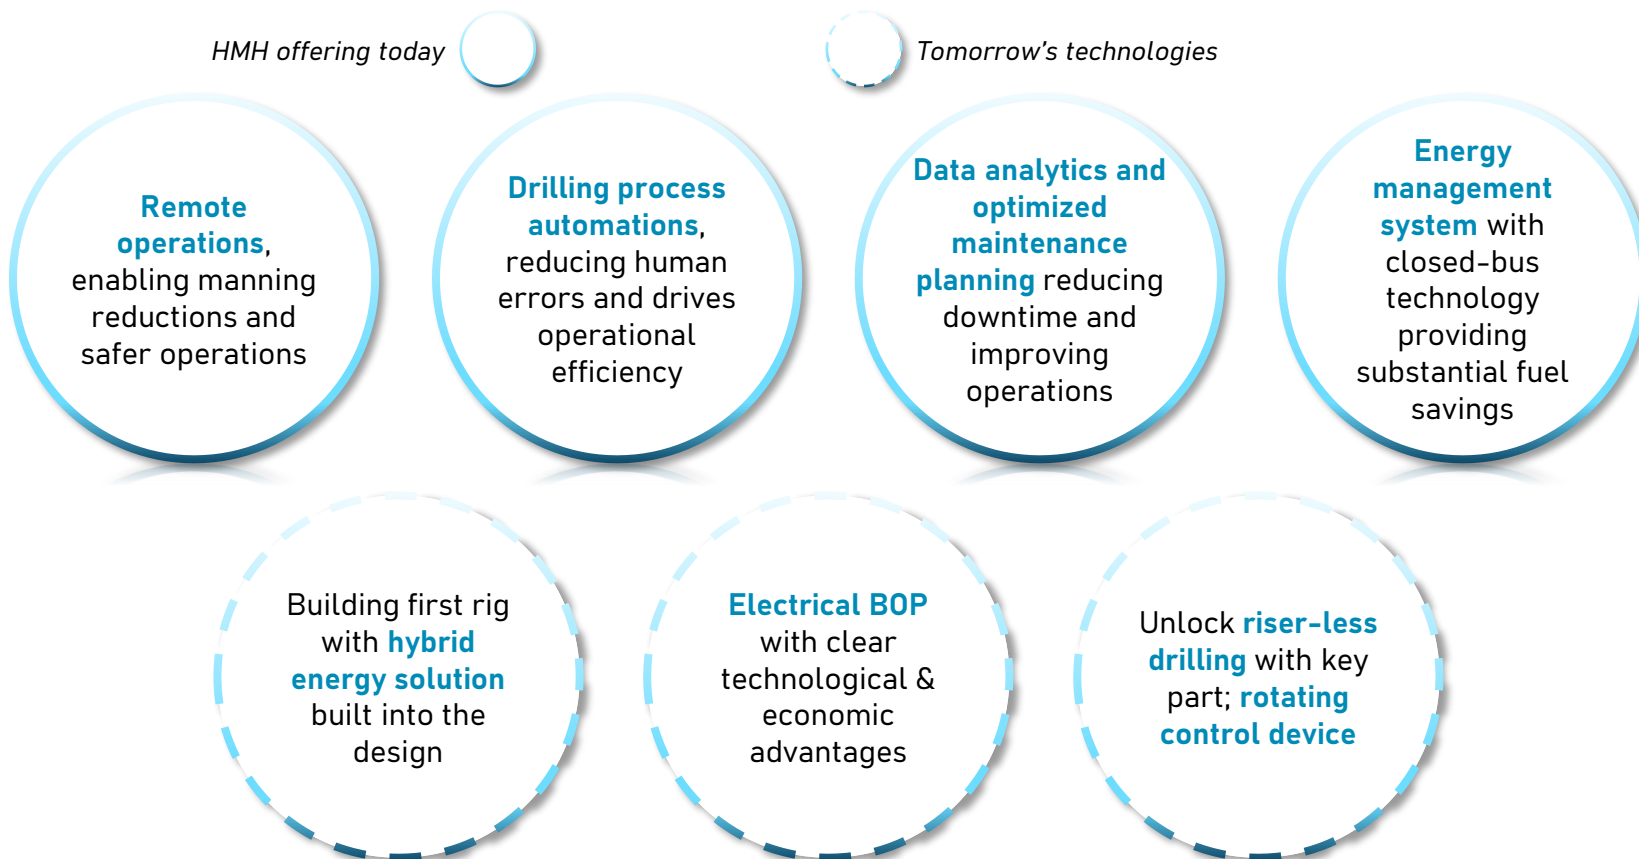 HMH offering today
Tomorrow's technologies
Remote
operations,
enabling manning
reductions and
safer operations
Drilling process
automations,
reducing human
errors and drives
operational
efficiency
Data analytics and
optimized
maintenance
planning reducing
downtime and
improving
operations
Energy
management
system with
closed-bus
technology
providing
substantial fuel
savings
Building first rig
with hybrid
energy solution
built into the
design
Electrical BOP
with clear
technological &
economic
advantages
Unlock riser-less
drilling with key
part; rotating
control device